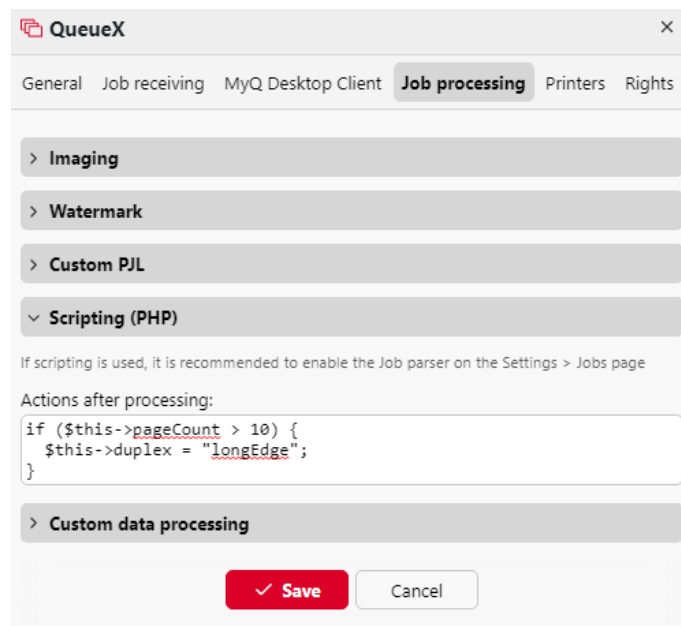 QueueX
General Job receiving MyQ Desktop Client Job processing Printers Rights
Imaging
Watermark
Custom PJL
Scripting (PHP)
If scripting is used, it is recommended to enable the Job parser on the Settings > Jobs page
Actions after processing:
if ($this->pageCount > 10) {
  $this->duplex = "longEdge";
}
Custom data processing
Save Cancel